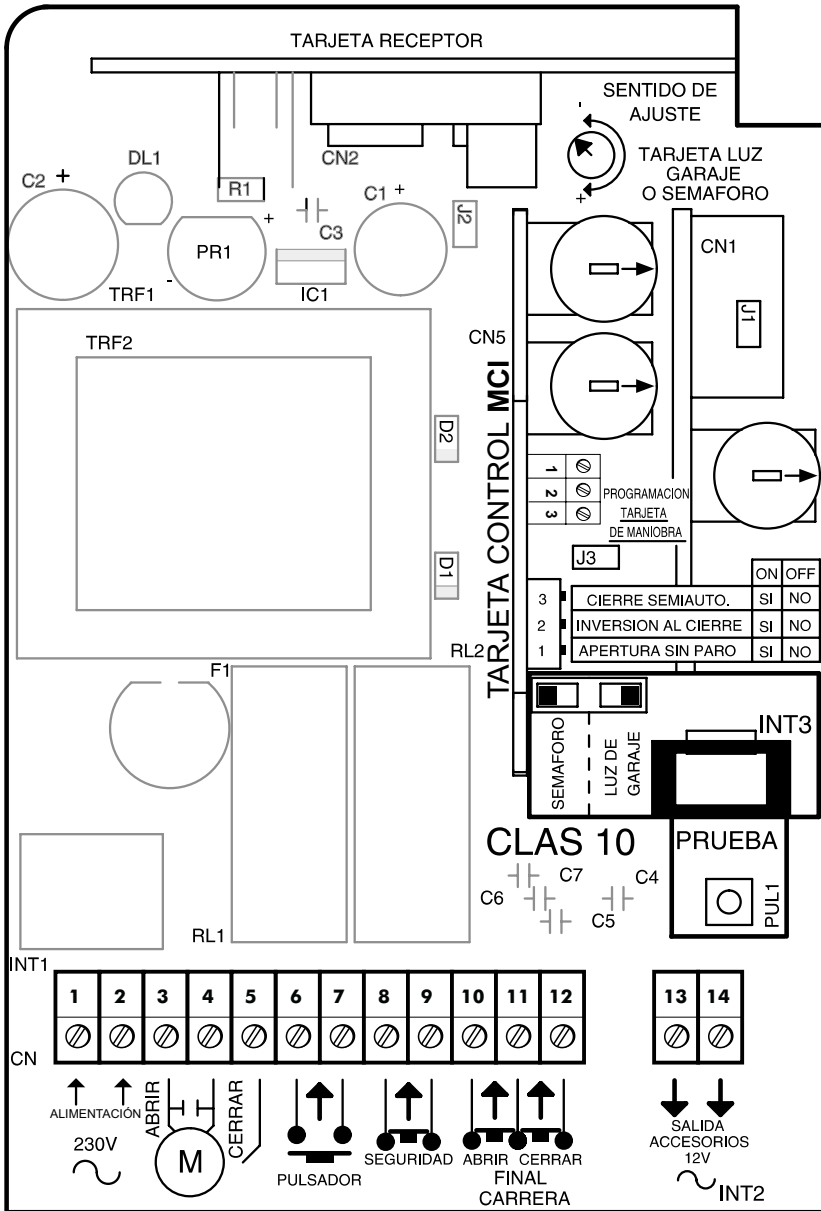 TARJETA RECEPTOR
SENTIDO DE
AJUSTE
-
+
TARJETA LUZ
GARAJE
O SEMAFORO
CN2
DL1
C2 +
R1
C1 +
J2
C3
PR1
+
-
IC1
TRF1
CN1
J1
TRF2
CN5
TARJETA CONTROL MCI
D2
1
2
3
PROGRAMACION
TARJETA
DE MANIOBRA
J3
D1
ON OFF
3 CIERRE SEMIAUTO. SI NO
2 INVERSION AL CIERRE SI NO
1 APERTURA SIN PARO SI NO
RL2
F1
INT3
SEMAFORO
LUZ DE
GARAJE
CLAS 10
PRUEBA
C7
C4
C6
C5
PUL1
RL1
INT1
1 2 3 4 5 6 7 8 9 10 11 12 13 14
CN
ALIMENTACIÓN
230V
ABRIR
CERRAR
M
PULSADOR
SEGURIDAD
ABRIR CERRAR
FINAL
CARRERA
SALIDA
ACCESORIOS
12V
INT2